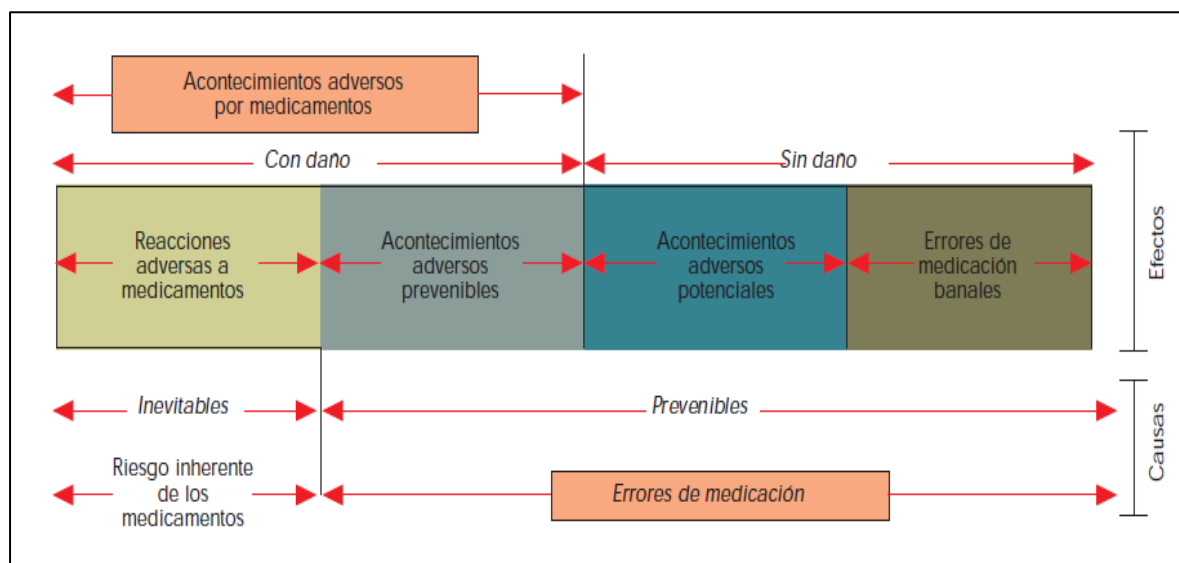 Acontecimientos adversos
por medicamentos
Con daño
Sin daño
Reacciones
adversas a
medicamentos
Acontecimientos
adversos
prevenibles
Acontecimientos
adversos
potenciales
Errores de
medicación
banales
Efectos
Inevitables
Prevenibles
Riesgo inherente
de los
medicamentos
Errores de medicación
Causas